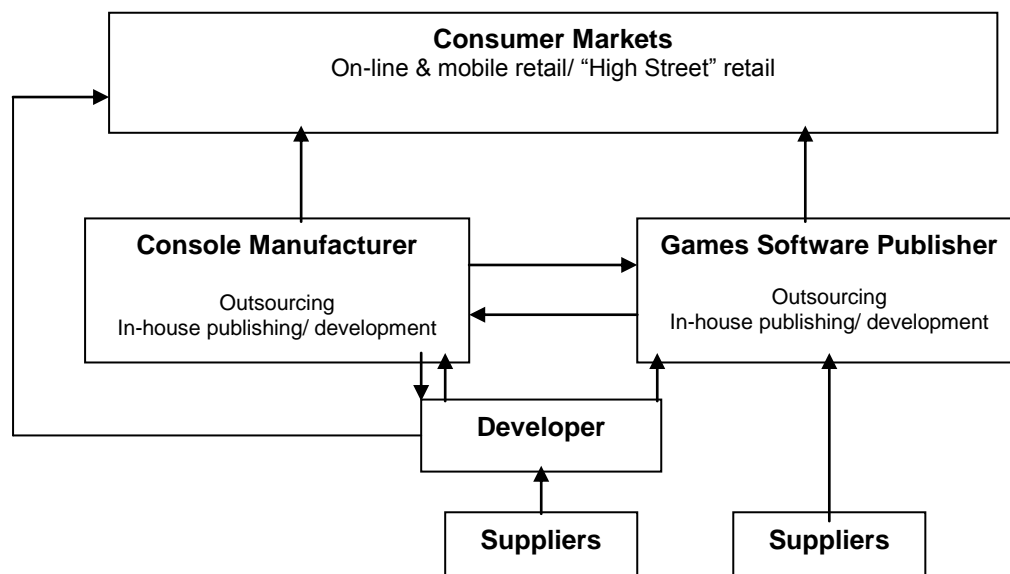 Consumer Markets
On-line & mobile retail/ “High Street” retail
Console Manufacturer
Outsourcing
In-house publishing/ development
Games Software Publisher
Outsourcing
In-house publishing/ development
Developer
Suppliers
Suppliers